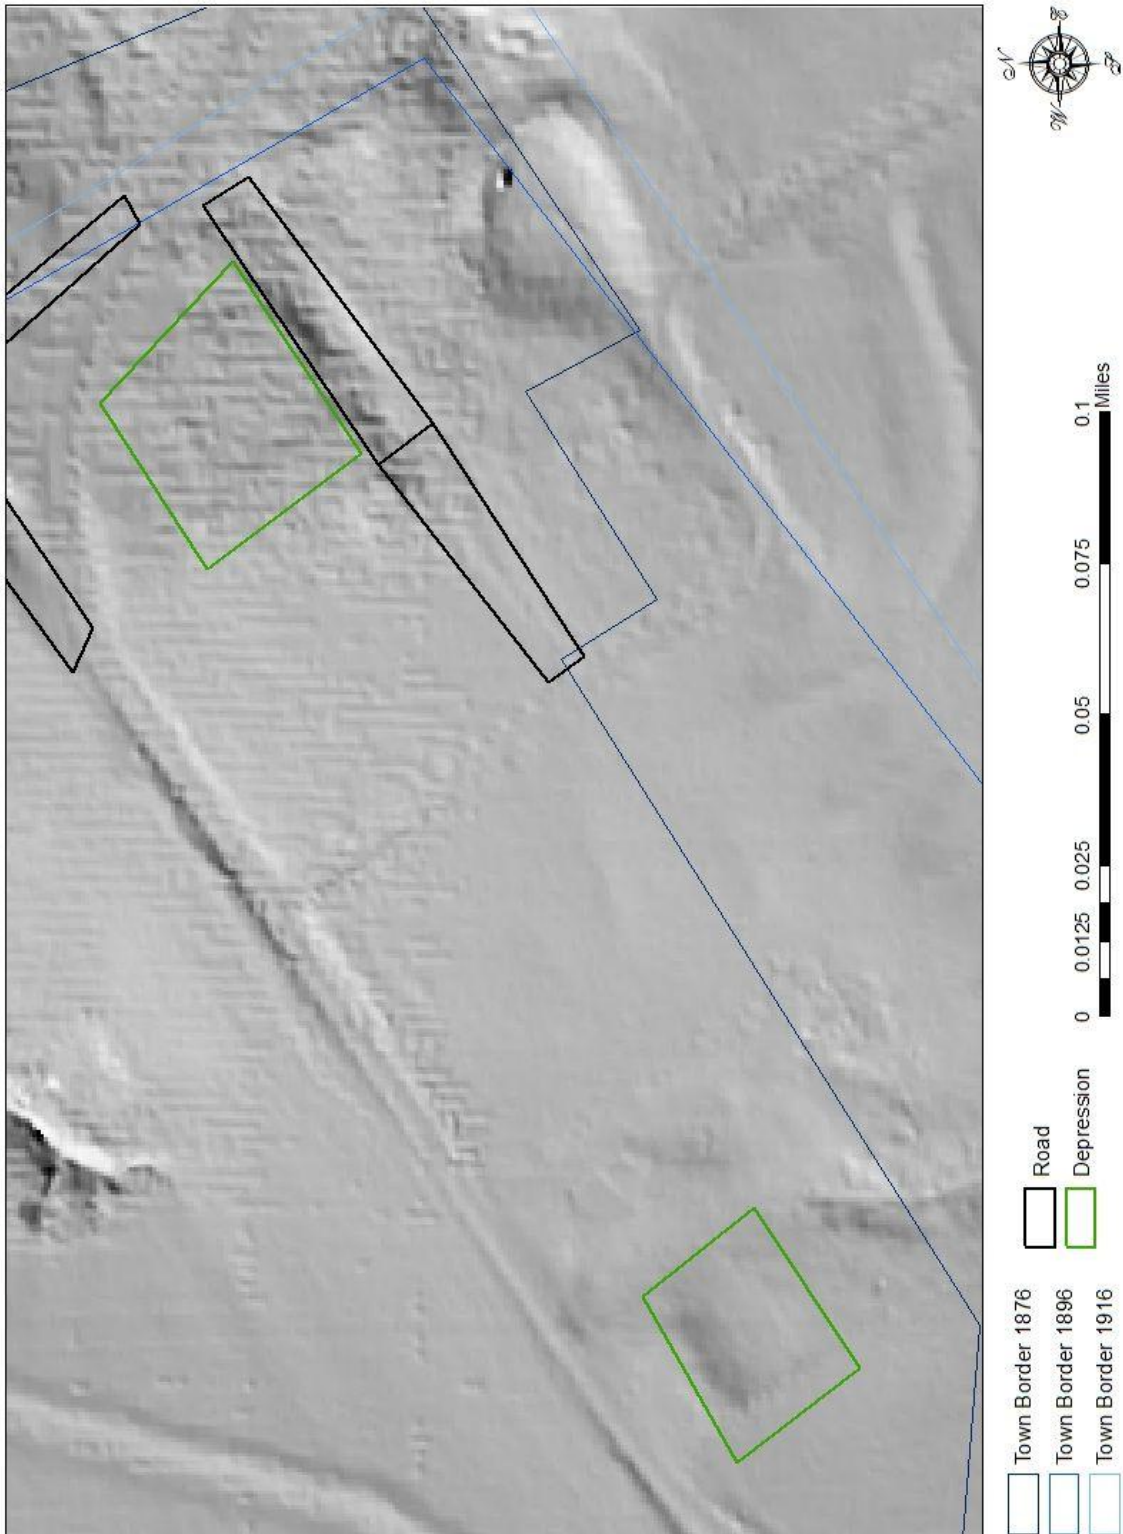 Town Border 1876
Town Border 1896
Town Border 1916
Road
Depression
0 0.0125 0.025 0.05 0.075 0.1
Miles
N
W E
S